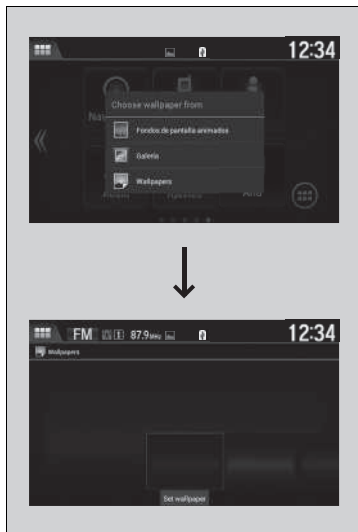 12:34
Choose wallpaper from
Fondos de pantalla animados
Galería
Wallpapers
FM 87.9 MHz 12:34
Wallpapers
Set wallpaper